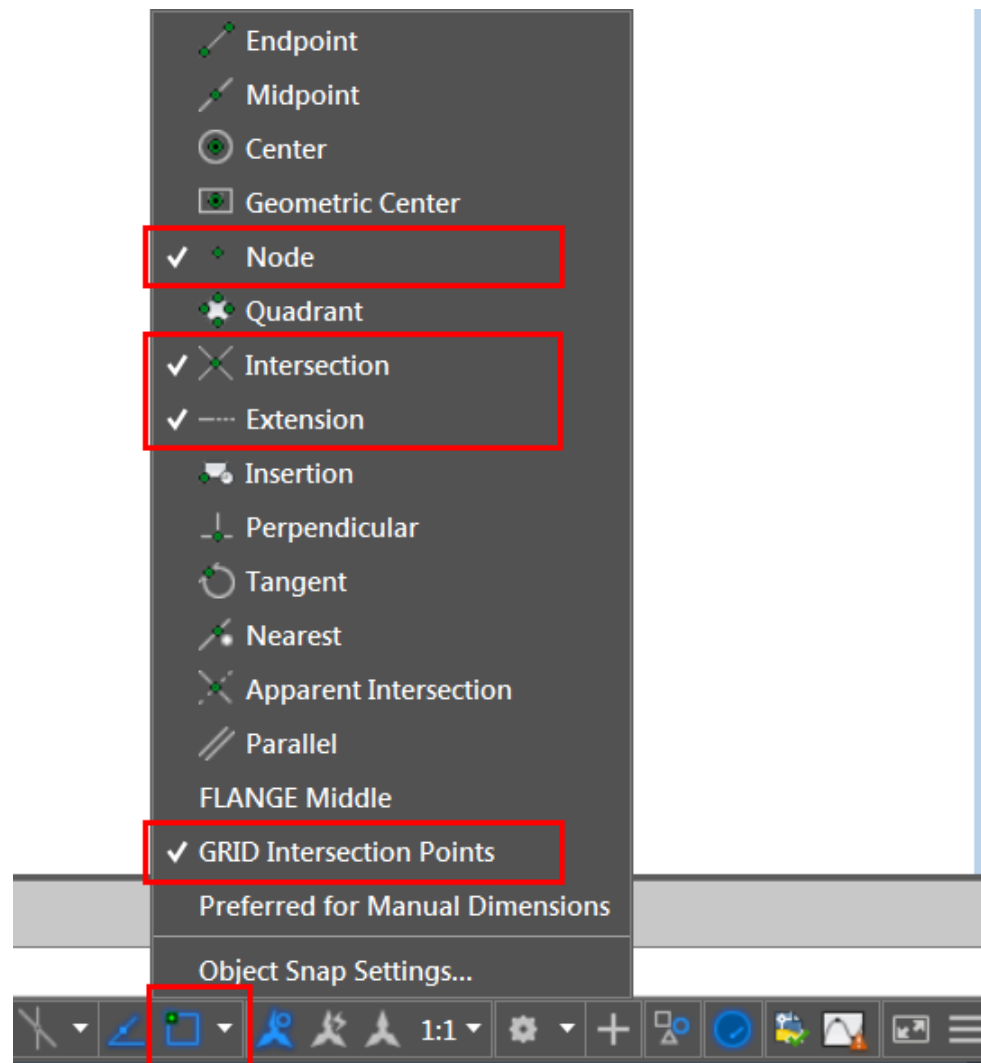 Endpoint
Midpoint
Center
Geometric Center
Node
Quadrant
Intersection
Extension
Insertion
Perpendicular
Tangent
Nearest
Apparent Intersection
Parallel
FLANGE Middle
GRID Intersection Points
Preferred for Manual Dimensions
Object Snap Settings...
1:1